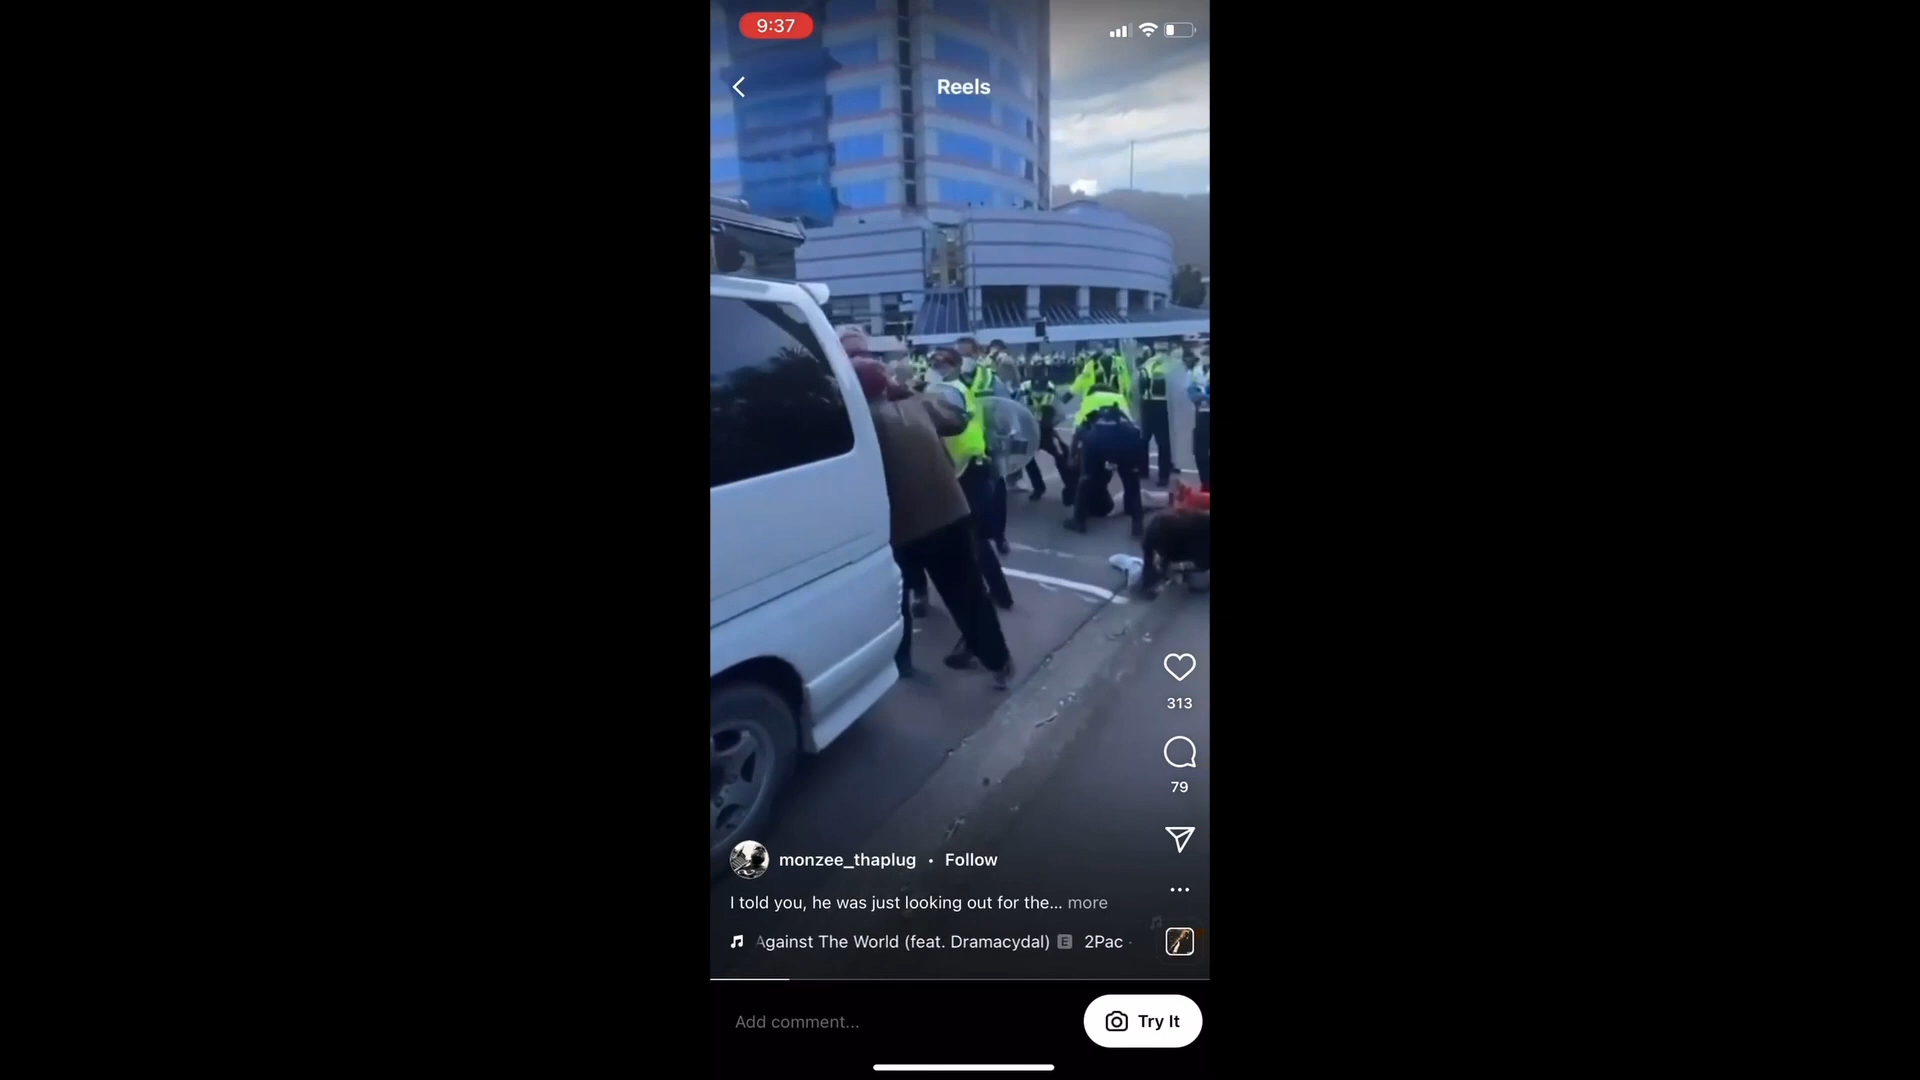 9:37
Reels
313
79
monzee_thaplug • Follow
I told you, he was just looking out for the... more
Against The World (feat. Dramacydal) E 2Pac ·
Add comment...
Try It